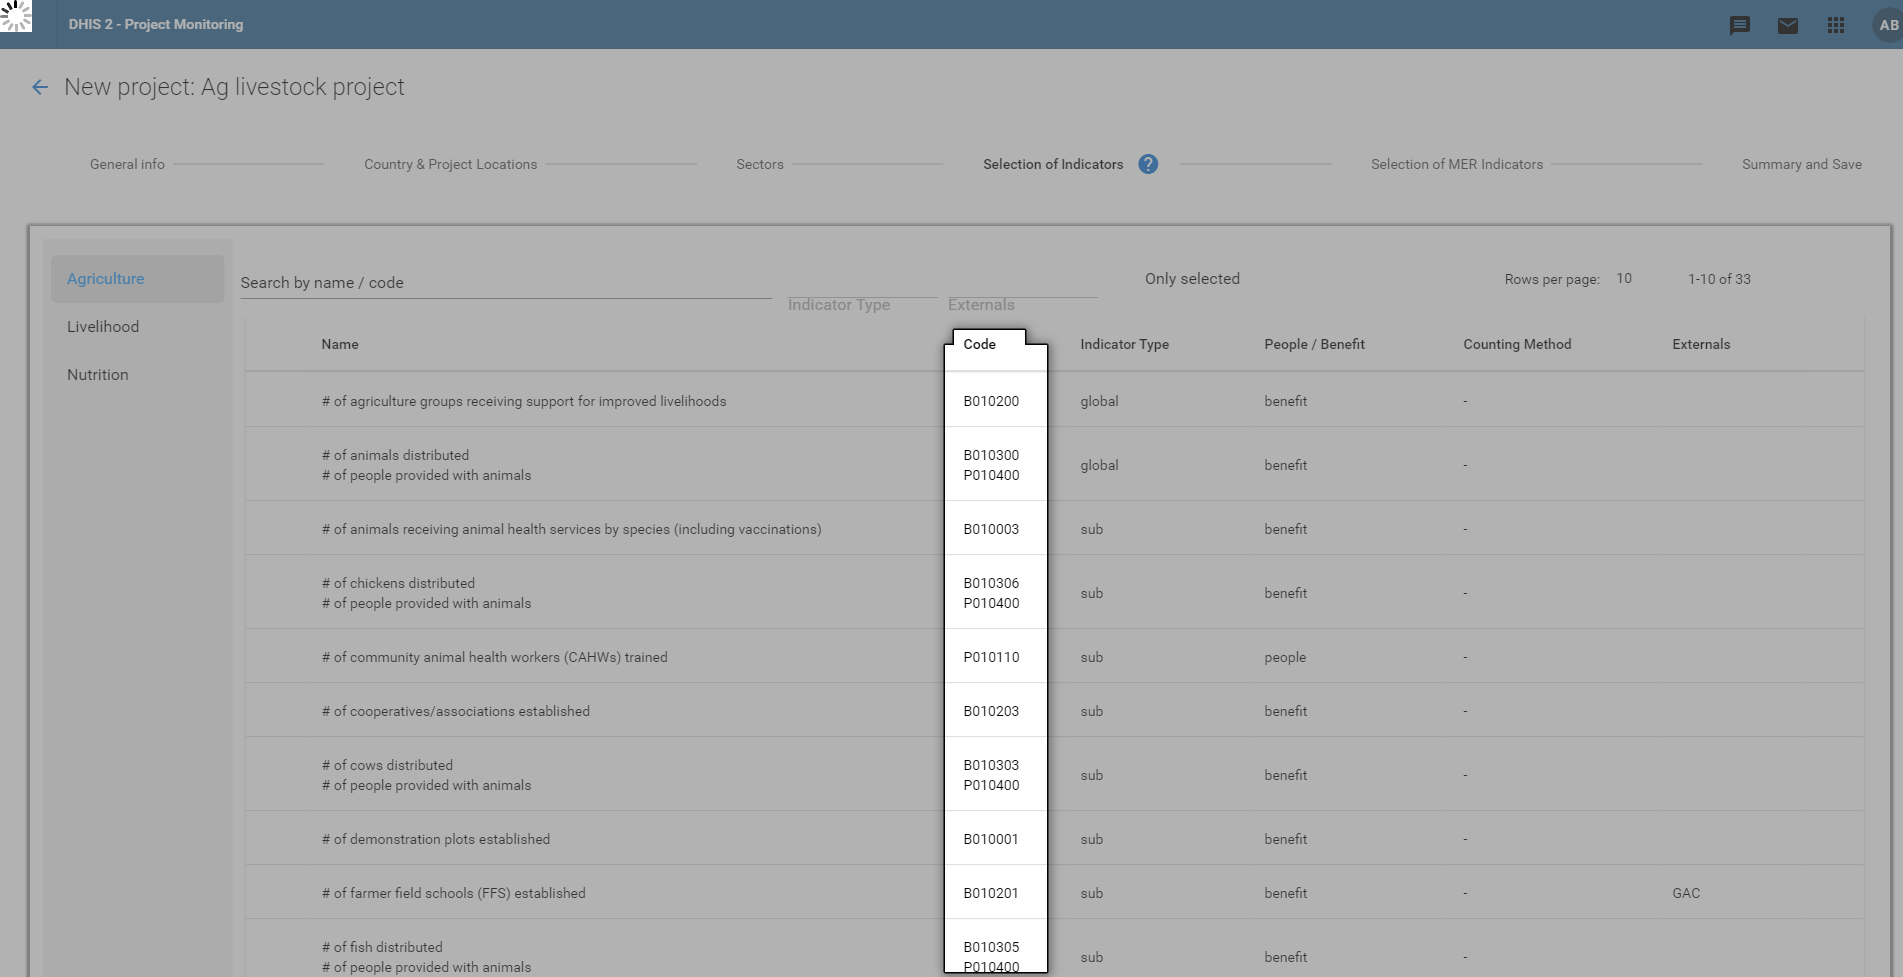 DHIS 2 - Project Monitoring
AB
New project: Ag livestock project
General info
Country & Project Locations
Sectors
Selection of Indicators ?
Selection of MER Indicators
Summary and Save
Agriculture
Livelihood
Nutrition
Search by name / code
Indicator Type
Externals
Only selected
Rows per page: 10 1-10 of 33
Name Code Indicator Type People / Benefit Counting Method Externals
# of agriculture groups receiving support for improved livelihoods B010200 global benefit -
# of animals distributed B010300
# of people provided with animals P010400 global benefit -
# of animals receiving animal health services by species (including vaccinations) B010003 sub benefit -
# of chickens distributed B010306
# of people provided with animals P010400 sub benefit -
# of community animal health workers (CAHWs) trained P010110 sub people -
# of cooperatives/associations established B010203 sub benefit -
# of cows distributed B010303
# of people provided with animals P010400 sub benefit -
# of demonstration plots established B010001 sub benefit -
# of farmer field schools (FFS) established B010201 sub benefit - GAC
# of fish distributed B010305
# of people provided with animals P010400 sub benefit -